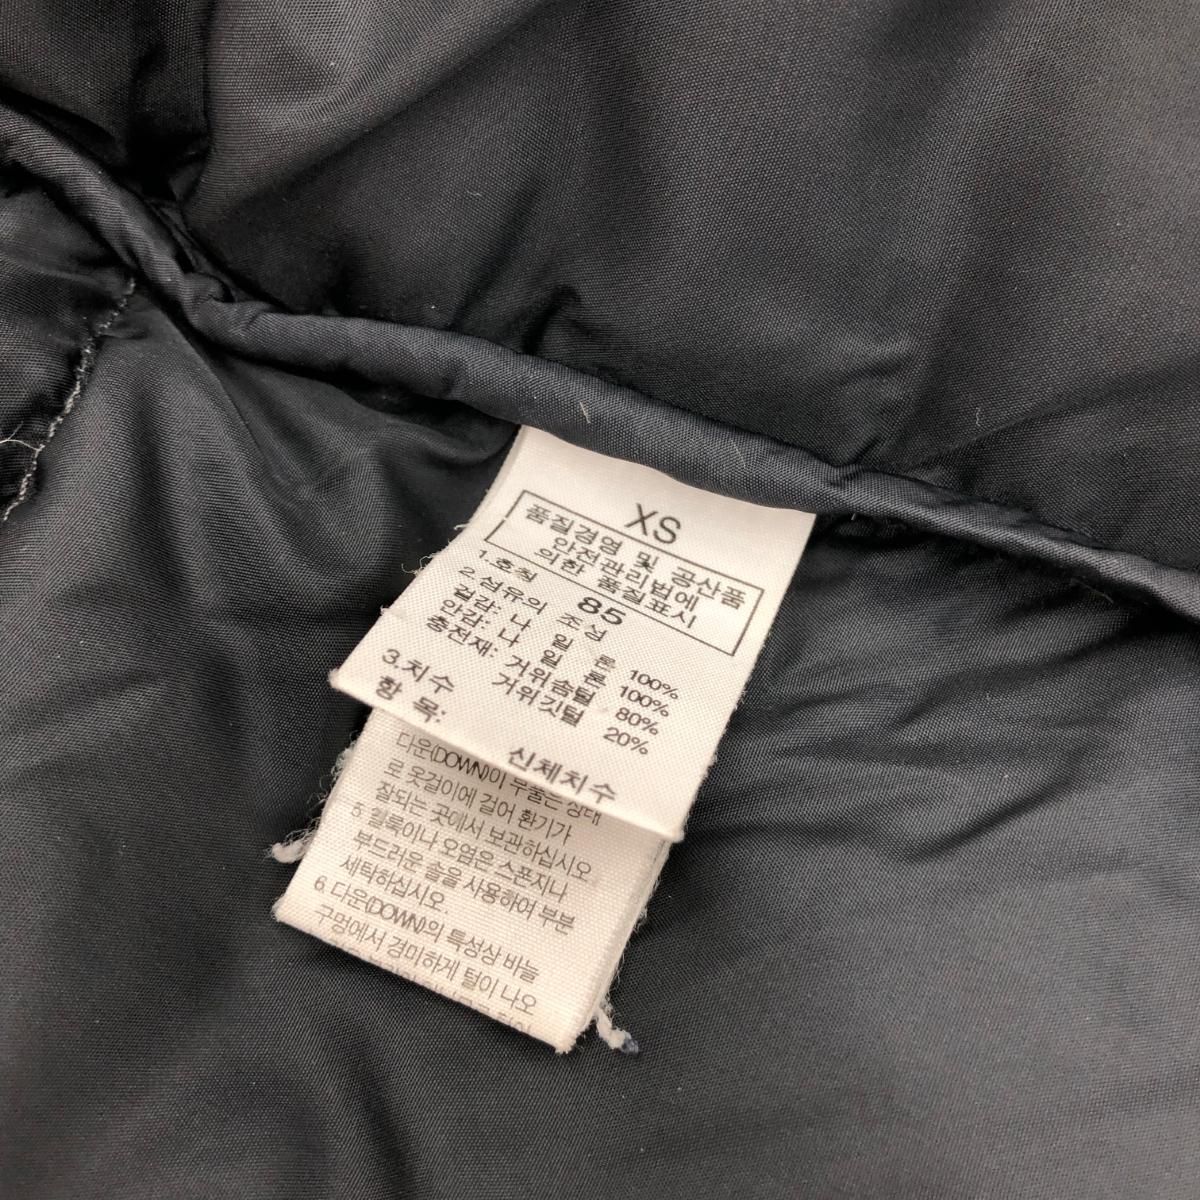 XS
품질경영 및 공산품
안전관리법에
의한 품질표시
1.호칭 85
2.섬유의 조성
겉감: 나 일 론 100%
안감: 나 일 론 100%
충전재: 거위솜털 80%
거위깃털 20%
3.치수
항 목: 신체치수
다운(DOWN)이 부풀은 상태
로 옷걸이에 걸어 환기가
잘되는 곳에서 보관하십시오
5. 얼룩이나 오염은 스폰지나
부드러운 솔을 사용하여 부분
세탁하십시오.
6. 다운(DOWN)의 특성상 바늘
구멍에서 경미하게 털이 나오